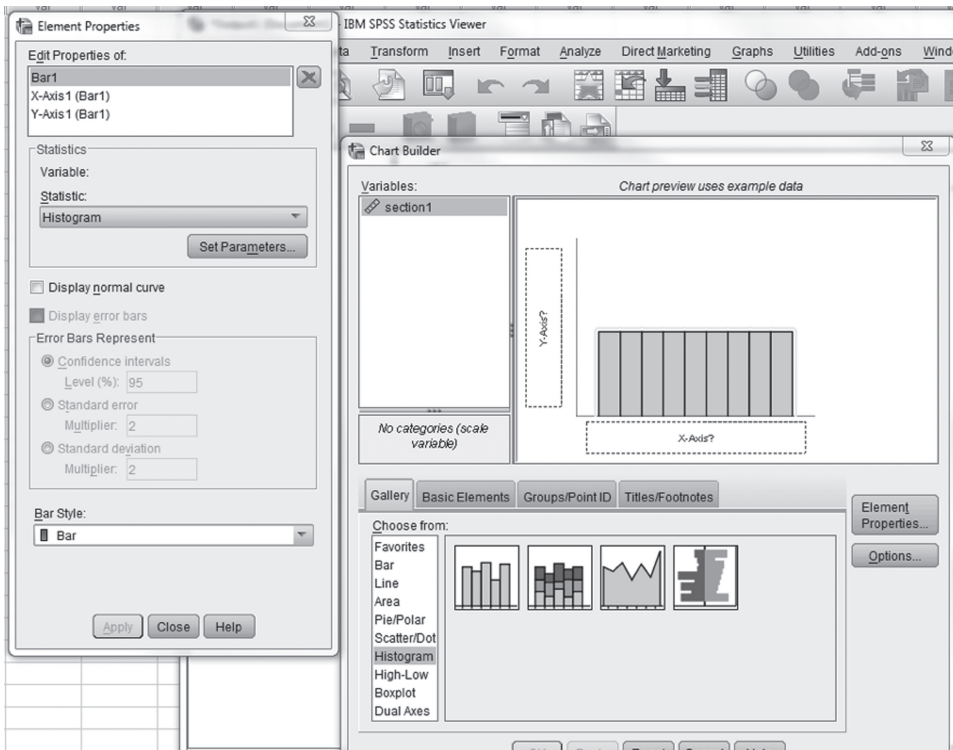 Element Properties
Edit Properties of:
Bar1
X-Axis1 (Bar1)
Y-Axis1 (Bar1)
Statistics
Variable:
Statistic:
Histogram
Set Parameters...
Display normal curve
Display error bars
Error Bars Represent
Confidence intervals
Level (%): 95
Standard error
Multiplier: 2
Standard deviation
Multiplier: 2
Bar Style:
Bar
Apply Close Help
IBM SPSS Statistics Viewer
Transform Insert Format Analyze Direct Marketing Graphs Utilities Add-ons
Chart Builder
Variables:
Chart preview uses example data
section1
Y-Axis?
X-Axis?
No categories (scale
variable)
Gallery Basic Elements Groups/Point ID Titles/Footnotes
Choose from:
Favorites
Bar
Line
Area
Pie/Polar
Scatter/Dot
Histogram
High-Low
Boxplot
Dual Axes
Element
Properties...
Options...